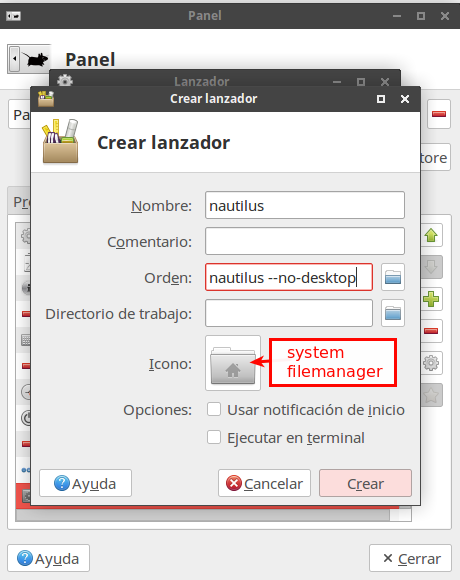 Panel
Panel
Pa
Lanzador
Crear lanzador
Crear lanzador
tore
Pr
Nombre: nautilus
Comentario:
Orden: nautilus --no-desktop
Directorio de trabajo:
Icono:
system
filemanager
Opciones: Usar notificación de inicio
Ejecutar en terminal
Ayuda Cancelar Crear
Ayuda Cerrar